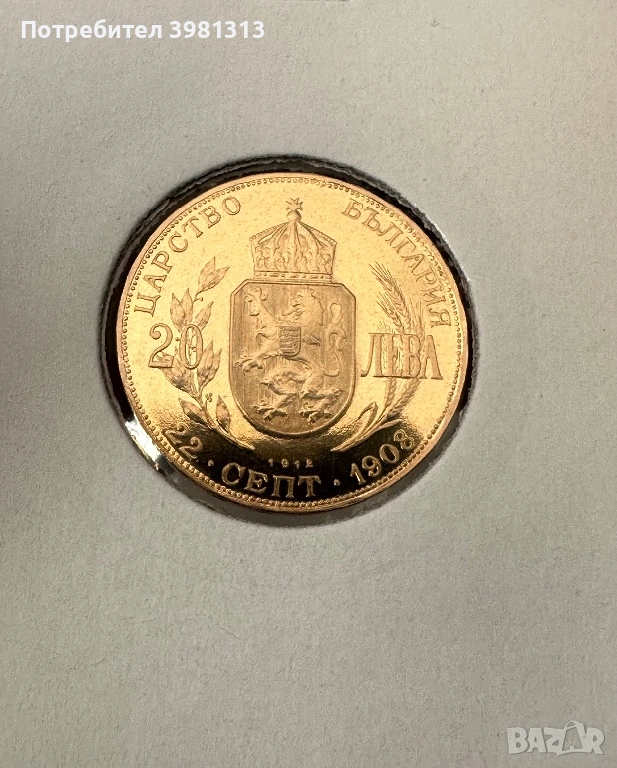 Потребител 3981313
ЦАРСТВО БЪЛГАРИЯ
20 ЛЕВА
1912
22 • СЕПТ • 1908
BAZAR